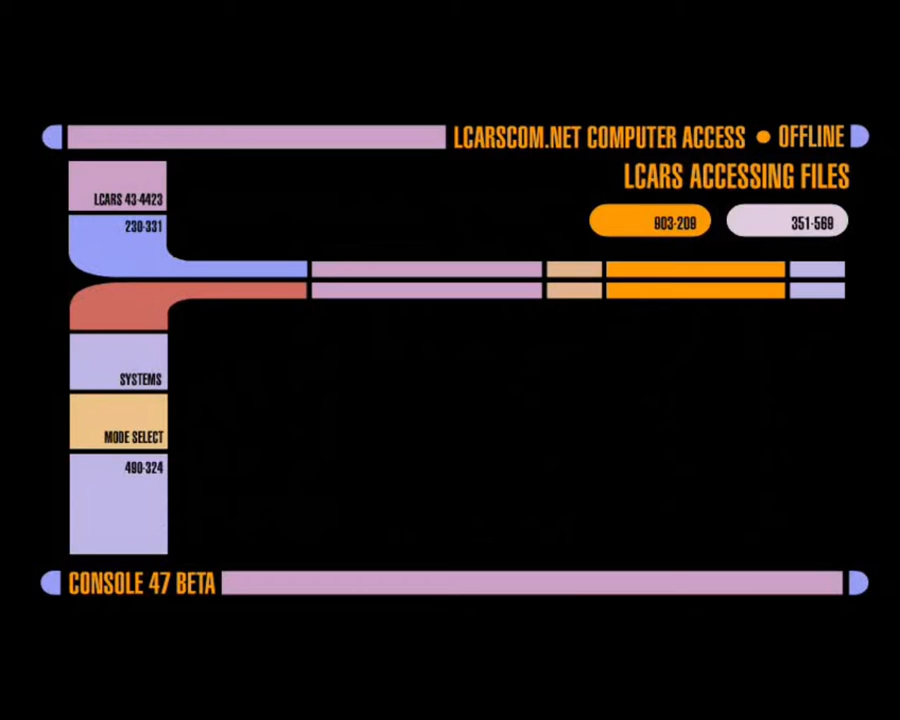 LCARSCOM.NET COMPUTER ACCESS • OFFLINE
LCARS ACCESSING FILES
LCARS 43-4423
903-209
351-569
230-331
SYSTEMS
MODE SELECT
490-324
CONSOLE 47 BETA